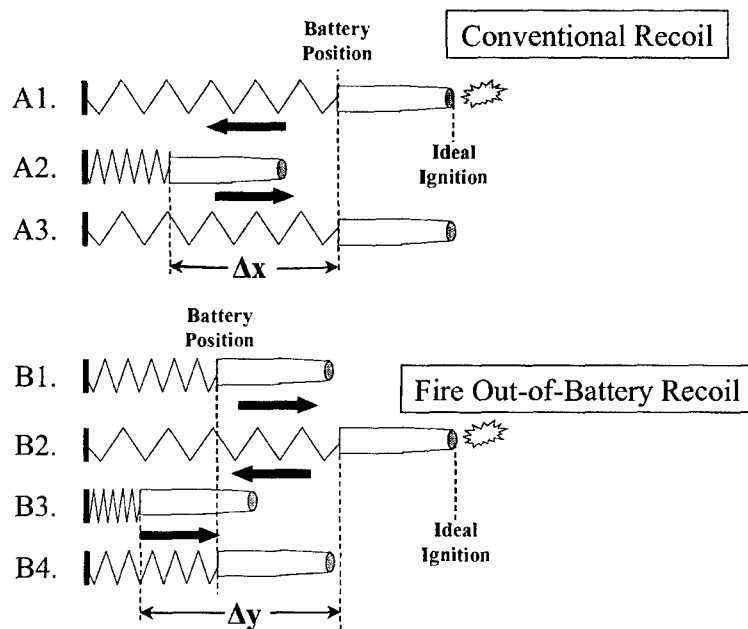 Battery
Position
Conventional Recoil
A1.
Ideal
Ignition
A2.
A3.
Δx
Battery
Position
B1.
Fire Out-of-Battery Recoil
B2.
B3.
Ideal
Ignition
B4.
Δy